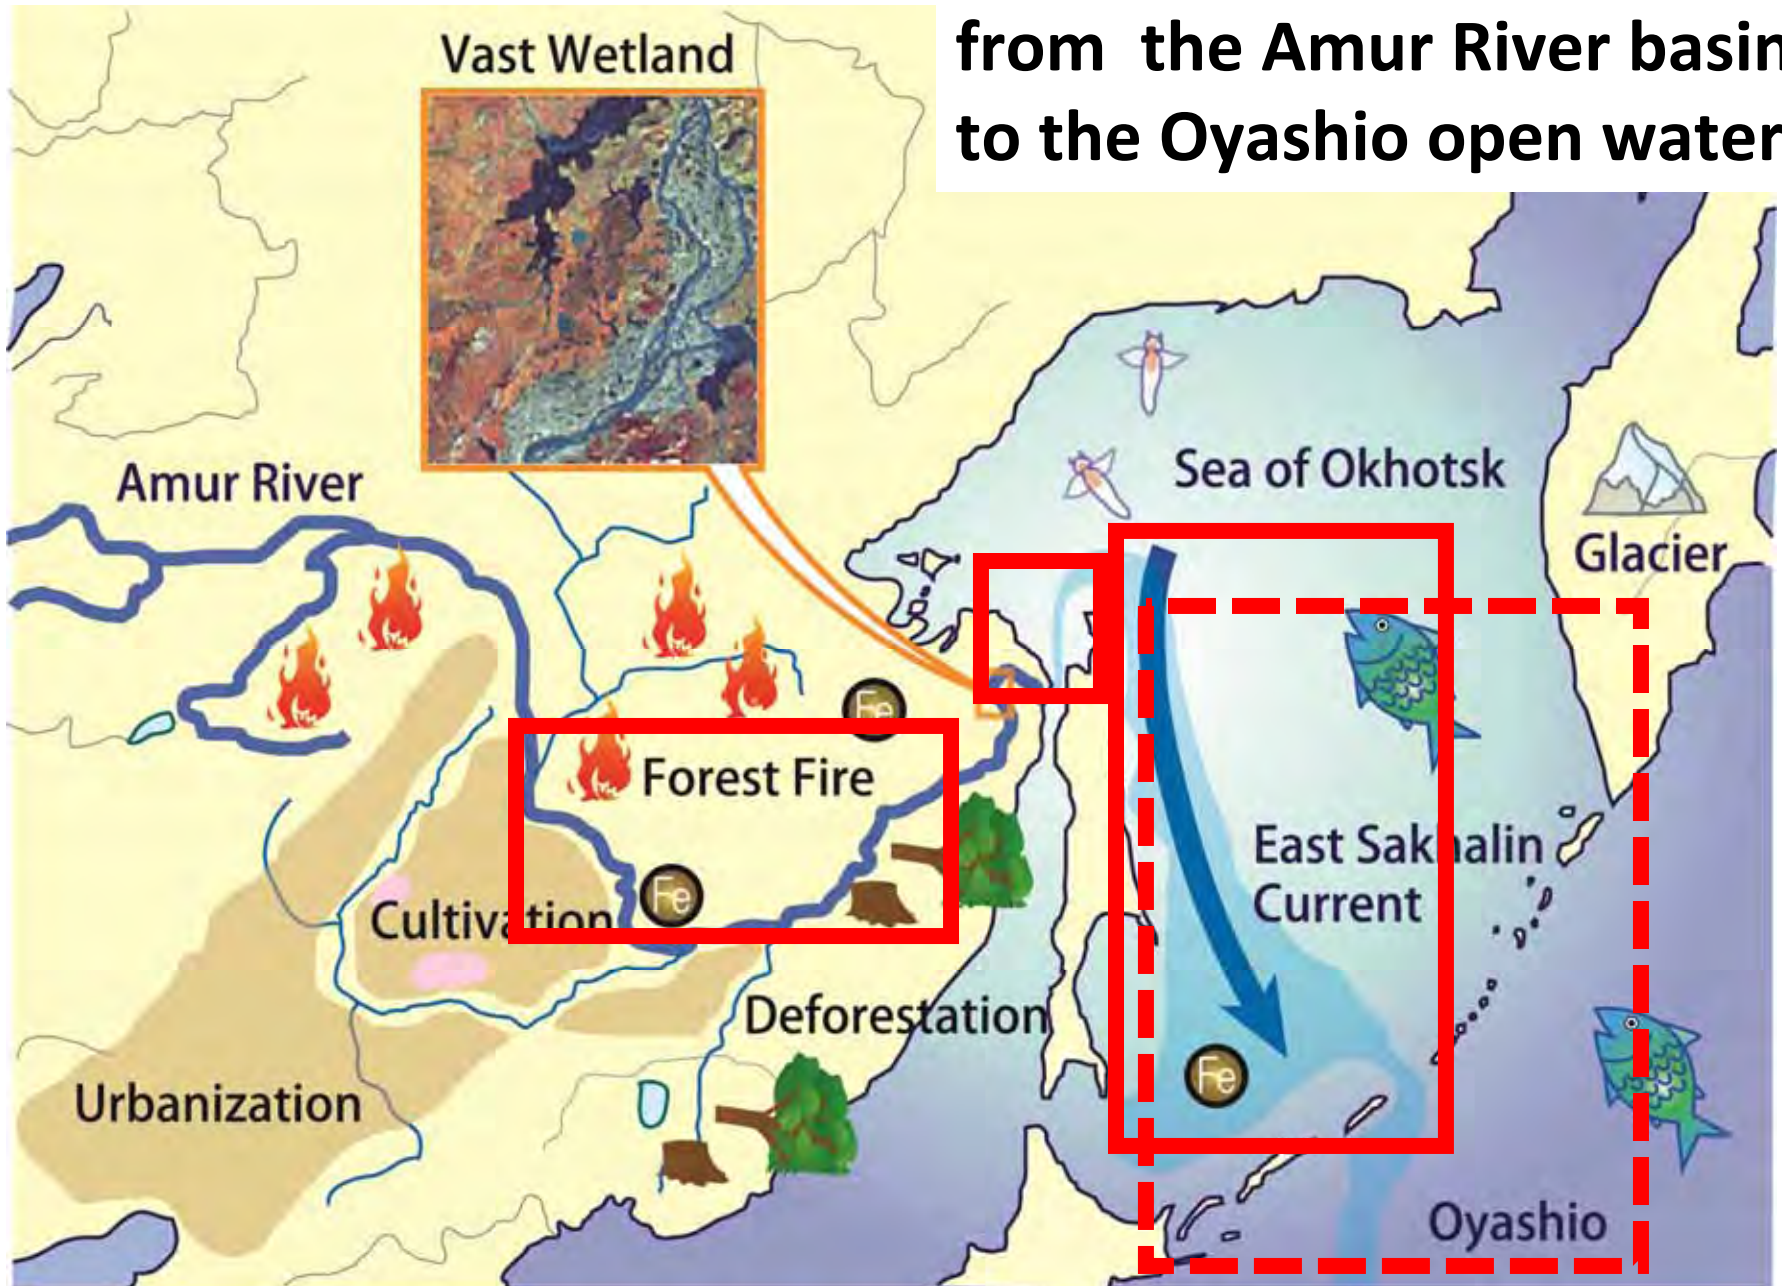 from the Amur River basin
to the Oyashio open water
Vast Wetland
Amur River
Sea of Okhotsk
Glacier
Fe
Forest Fire
East Sakhalin
Current
Fe
Cultivation
Deforestation
Fe
Urbanization
Oyashio